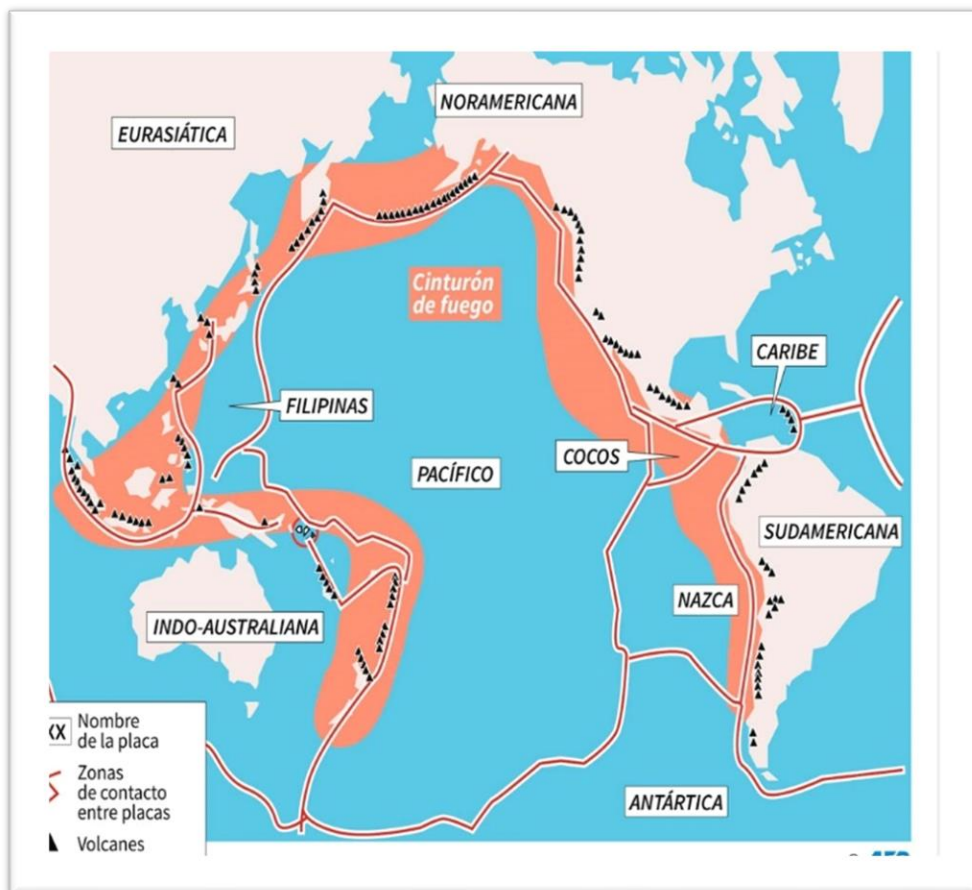 NORAMERICANA
EURASIÁTICA
Cinturón
de fuego
CARIBE
FILIPINAS
COCOS
PACÍFICO
SUDAMERICANA
NAZCA
INDO-AUSTRALIANA
XX Nombre
de la placa
Zonas
de contacto
entre placas
ANTÁRTICA
Volcanes